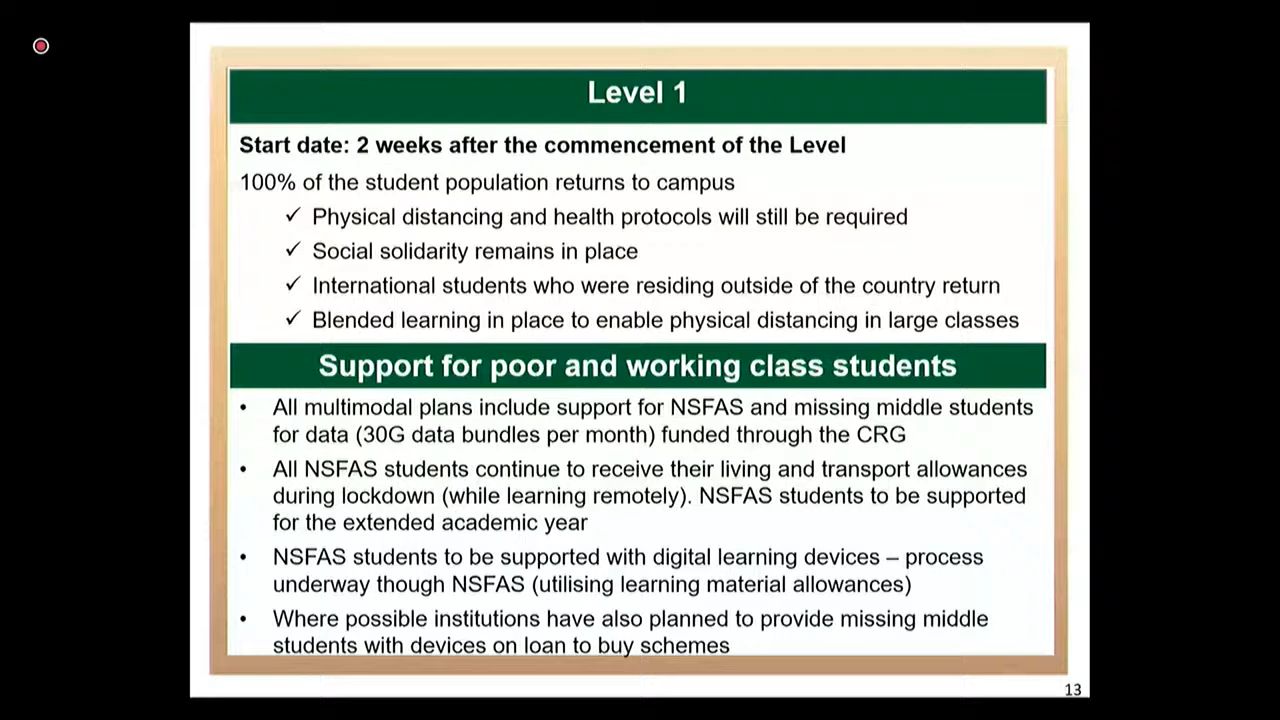 Level 1
Start date: 2 weeks after the commencement of the Level
100% of the student population returns to campus
✓ Physical distancing and health protocols will still be required
✓ Social solidarity remains in place
✓ International students who were residing outside of the country return
✓ Blended learning in place to enable physical distancing in large classes
Support for poor and working class students
• All multimodal plans include support for NSFAS and missing middle students
for data (30G data bundles per month) funded through the CRG
• All NSFAS students continue to receive their living and transport allowances
during lockdown (while learning remotely). NSFAS students to be supported
for the extended academic year
• NSFAS students to be supported with digital learning devices – process
underway though NSFAS (utilising learning material allowances)
• Where possible institutions have also planned to provide missing middle
students with devices on loan to buy schemes
13